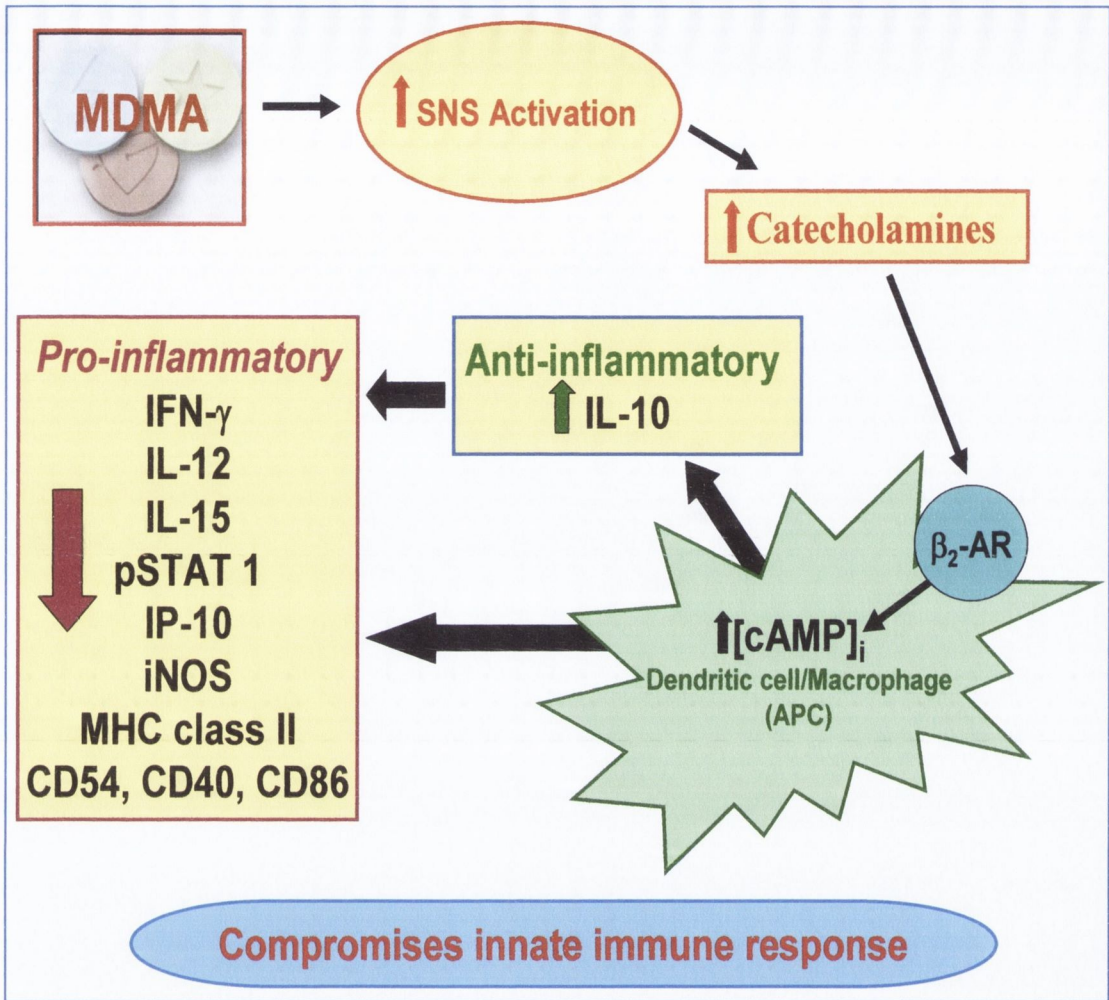 MDMA
SNS Activation
Catecholamines
β₂-AR
[cAMP]ᵢ
Dendritic cell/Macrophage
(APC)
Anti-inflammatory
IL-10
Pro-inflammatory
IFN-γ
IL-12
IL-15
pSTAT 1
IP-10
iNOS
MHC class II
CD54, CD40, CD86
Compromises innate immune response